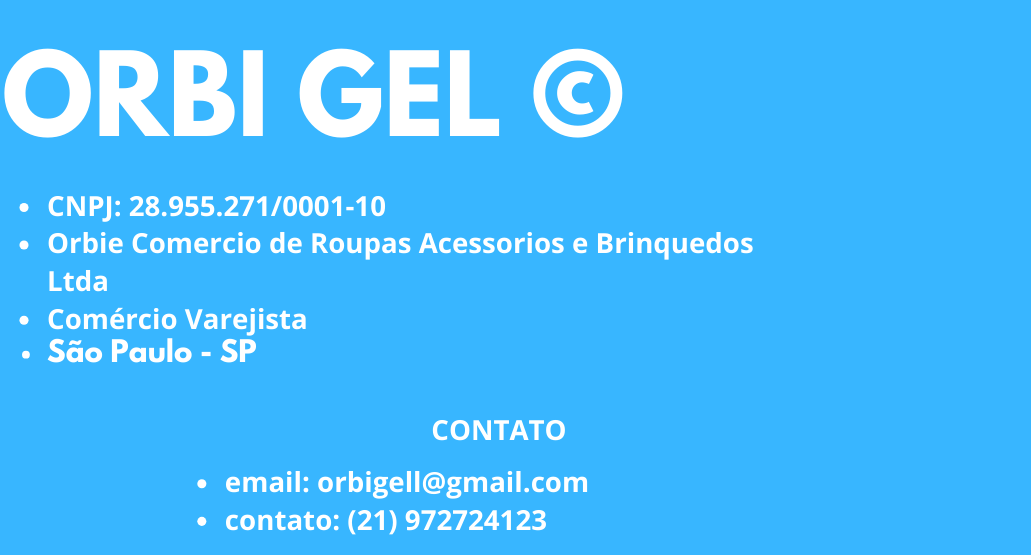 ORBI GEL ©
• CNPJ: 28.955.271/0001-10
• Orbie Comercio de Roupas Acessorios e Brinquedos
Ltda
• Comércio Varejista
• São Paulo - SP
CONTATO
• email: orbigell@gmail.com
• contato: (21) 972724123